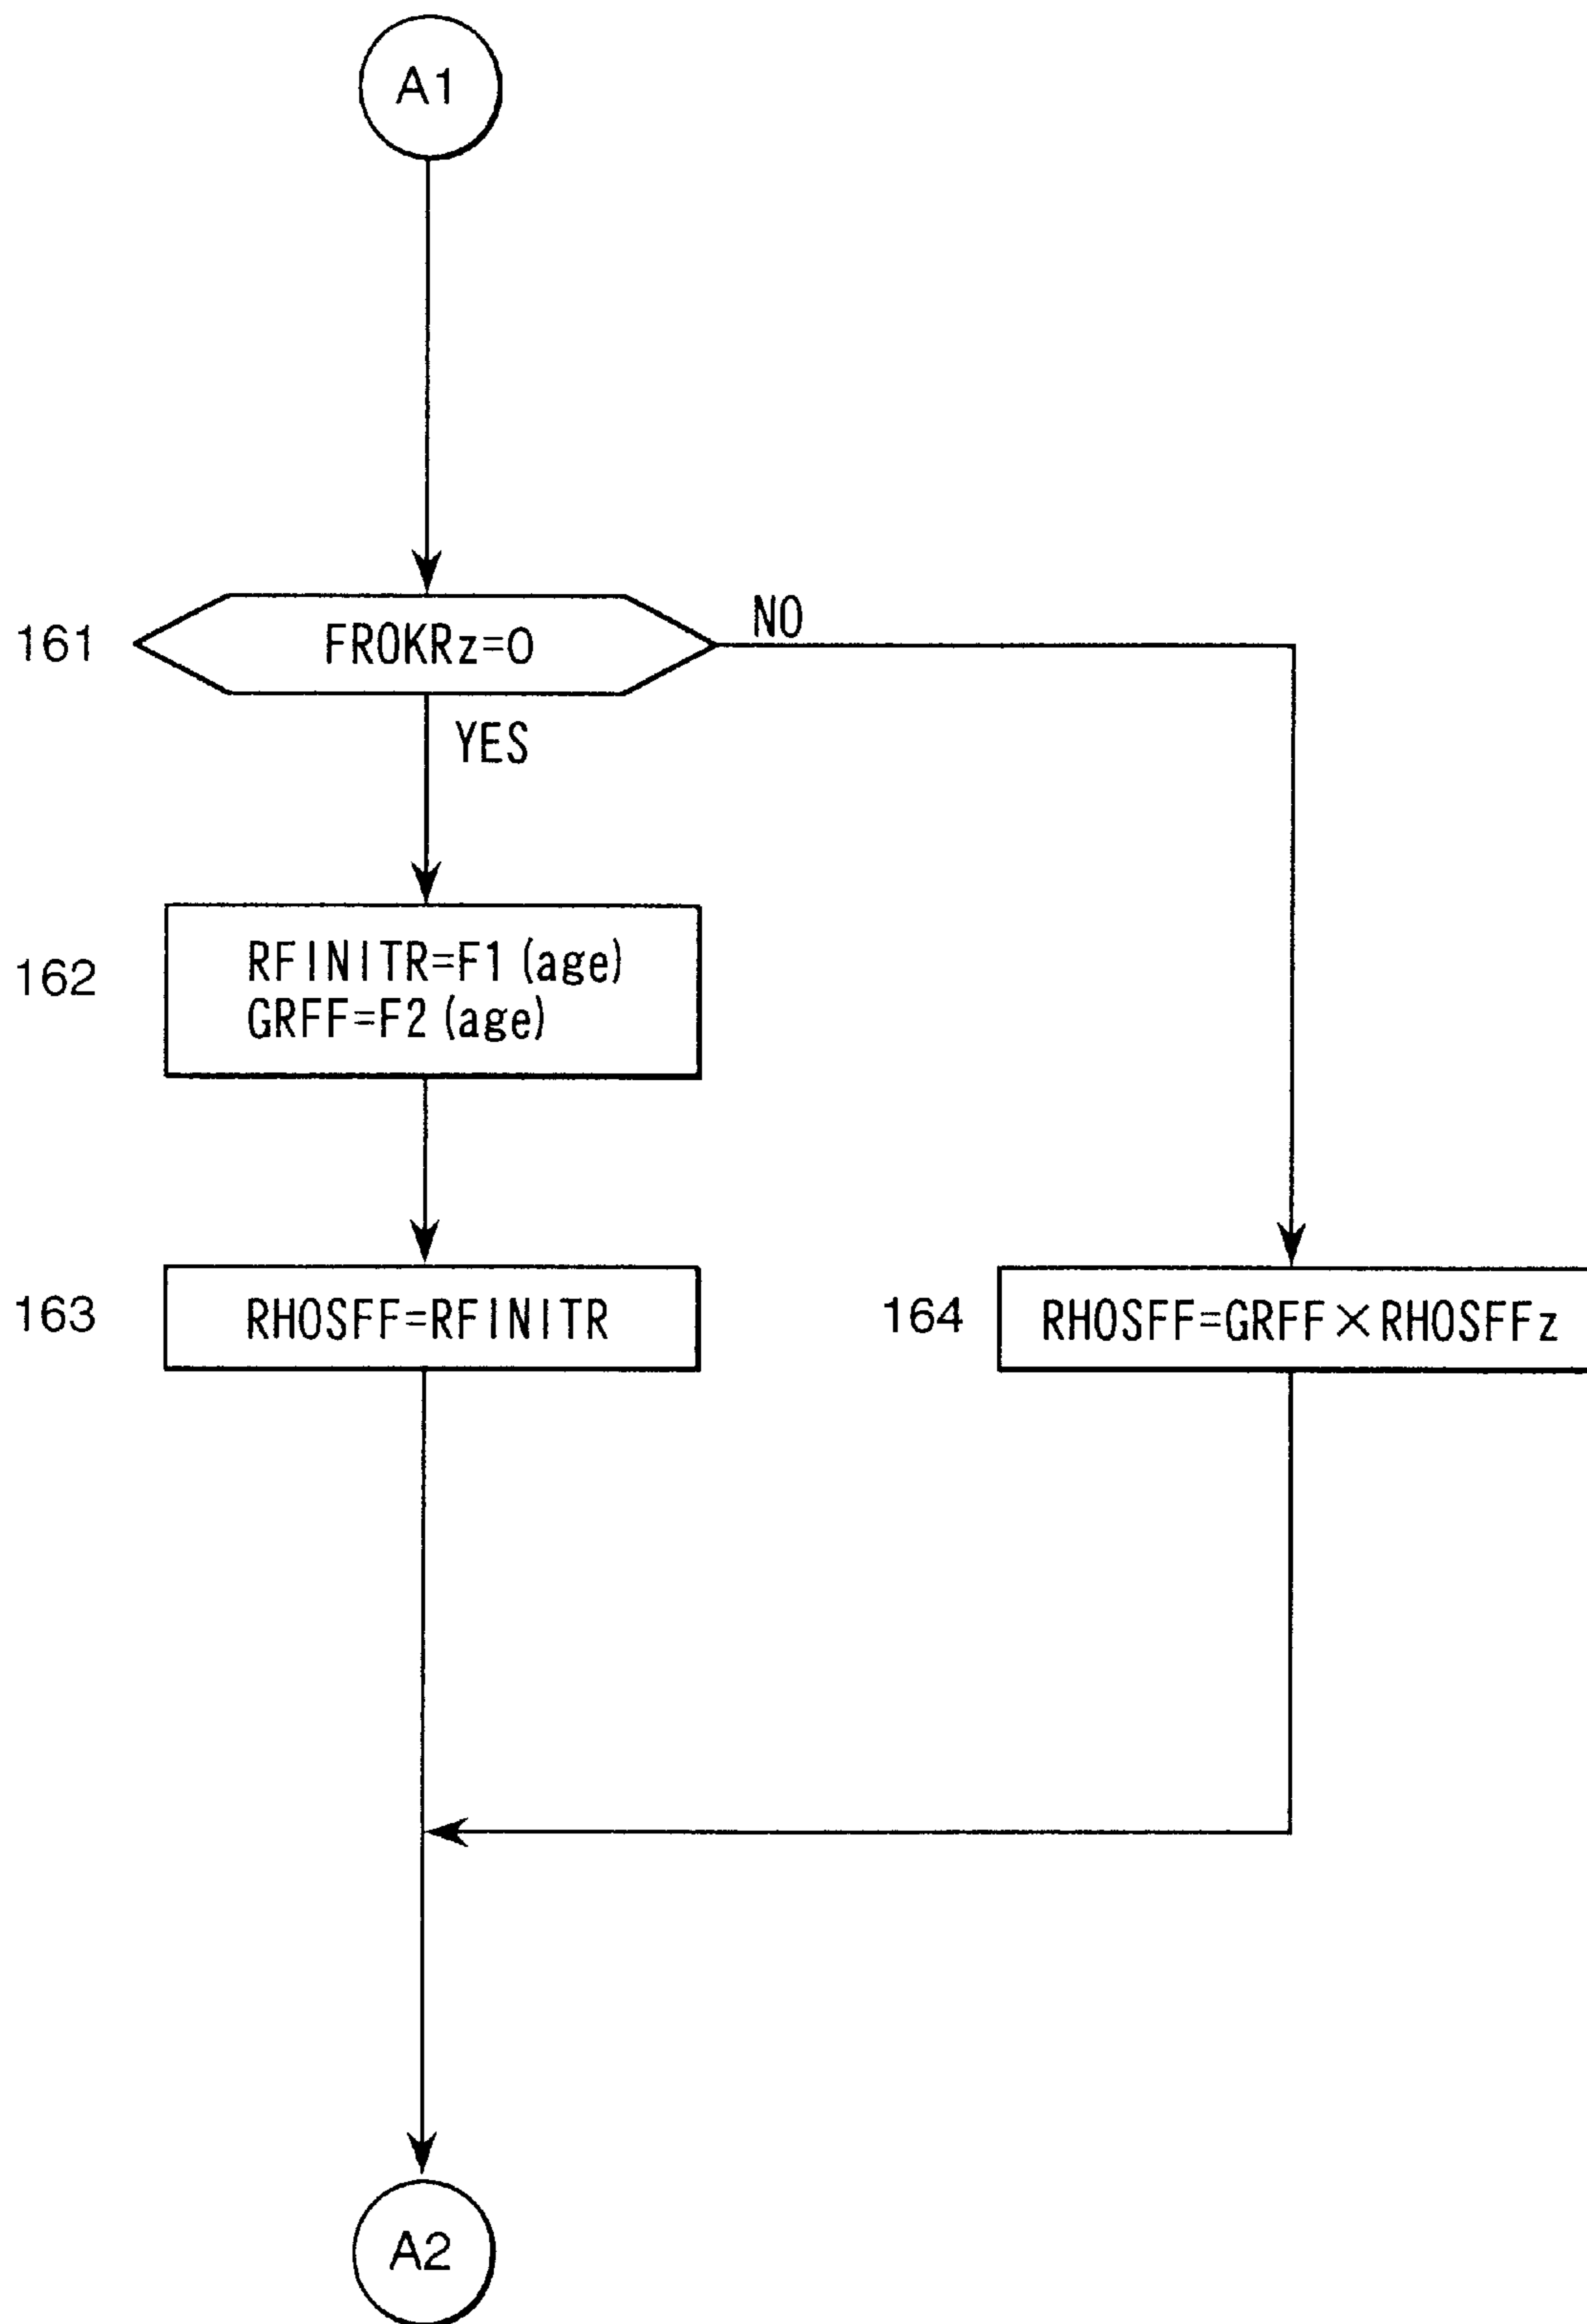 A1
161
FROKRz=0
NO
YES
162
RFINITR=F1(age)
GRFF=F2(age)
163
RHOSFF=RFINITR
164
RHOSFF=GRFF×RHOSFFz
A2